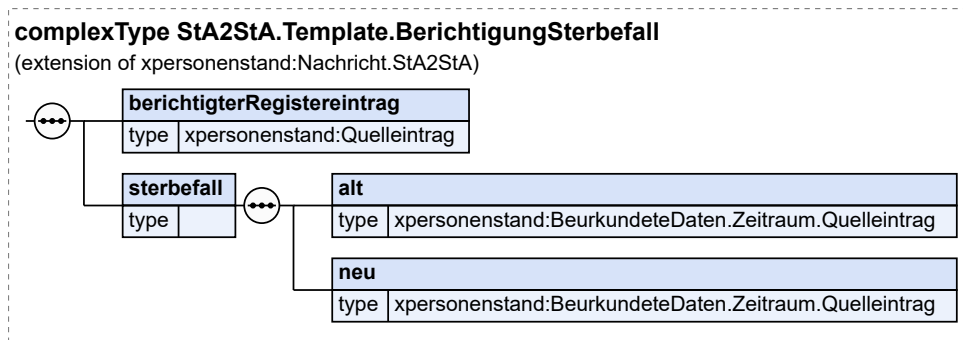 complexType StA2StA.Template.BerichtigungSterbefall
(extension of xpersonenstand:Nachricht.StA2StA)
berichtigterRegistereintrag
type xpersonenstand:Quelleintrag
sterbefall
type
alt
type xpersonenstand:BeurkundeteDaten.Zeitraum.Quelleintrag
neu
type xpersonenstand:BeurkundeteDaten.Zeitraum.Quelleintrag